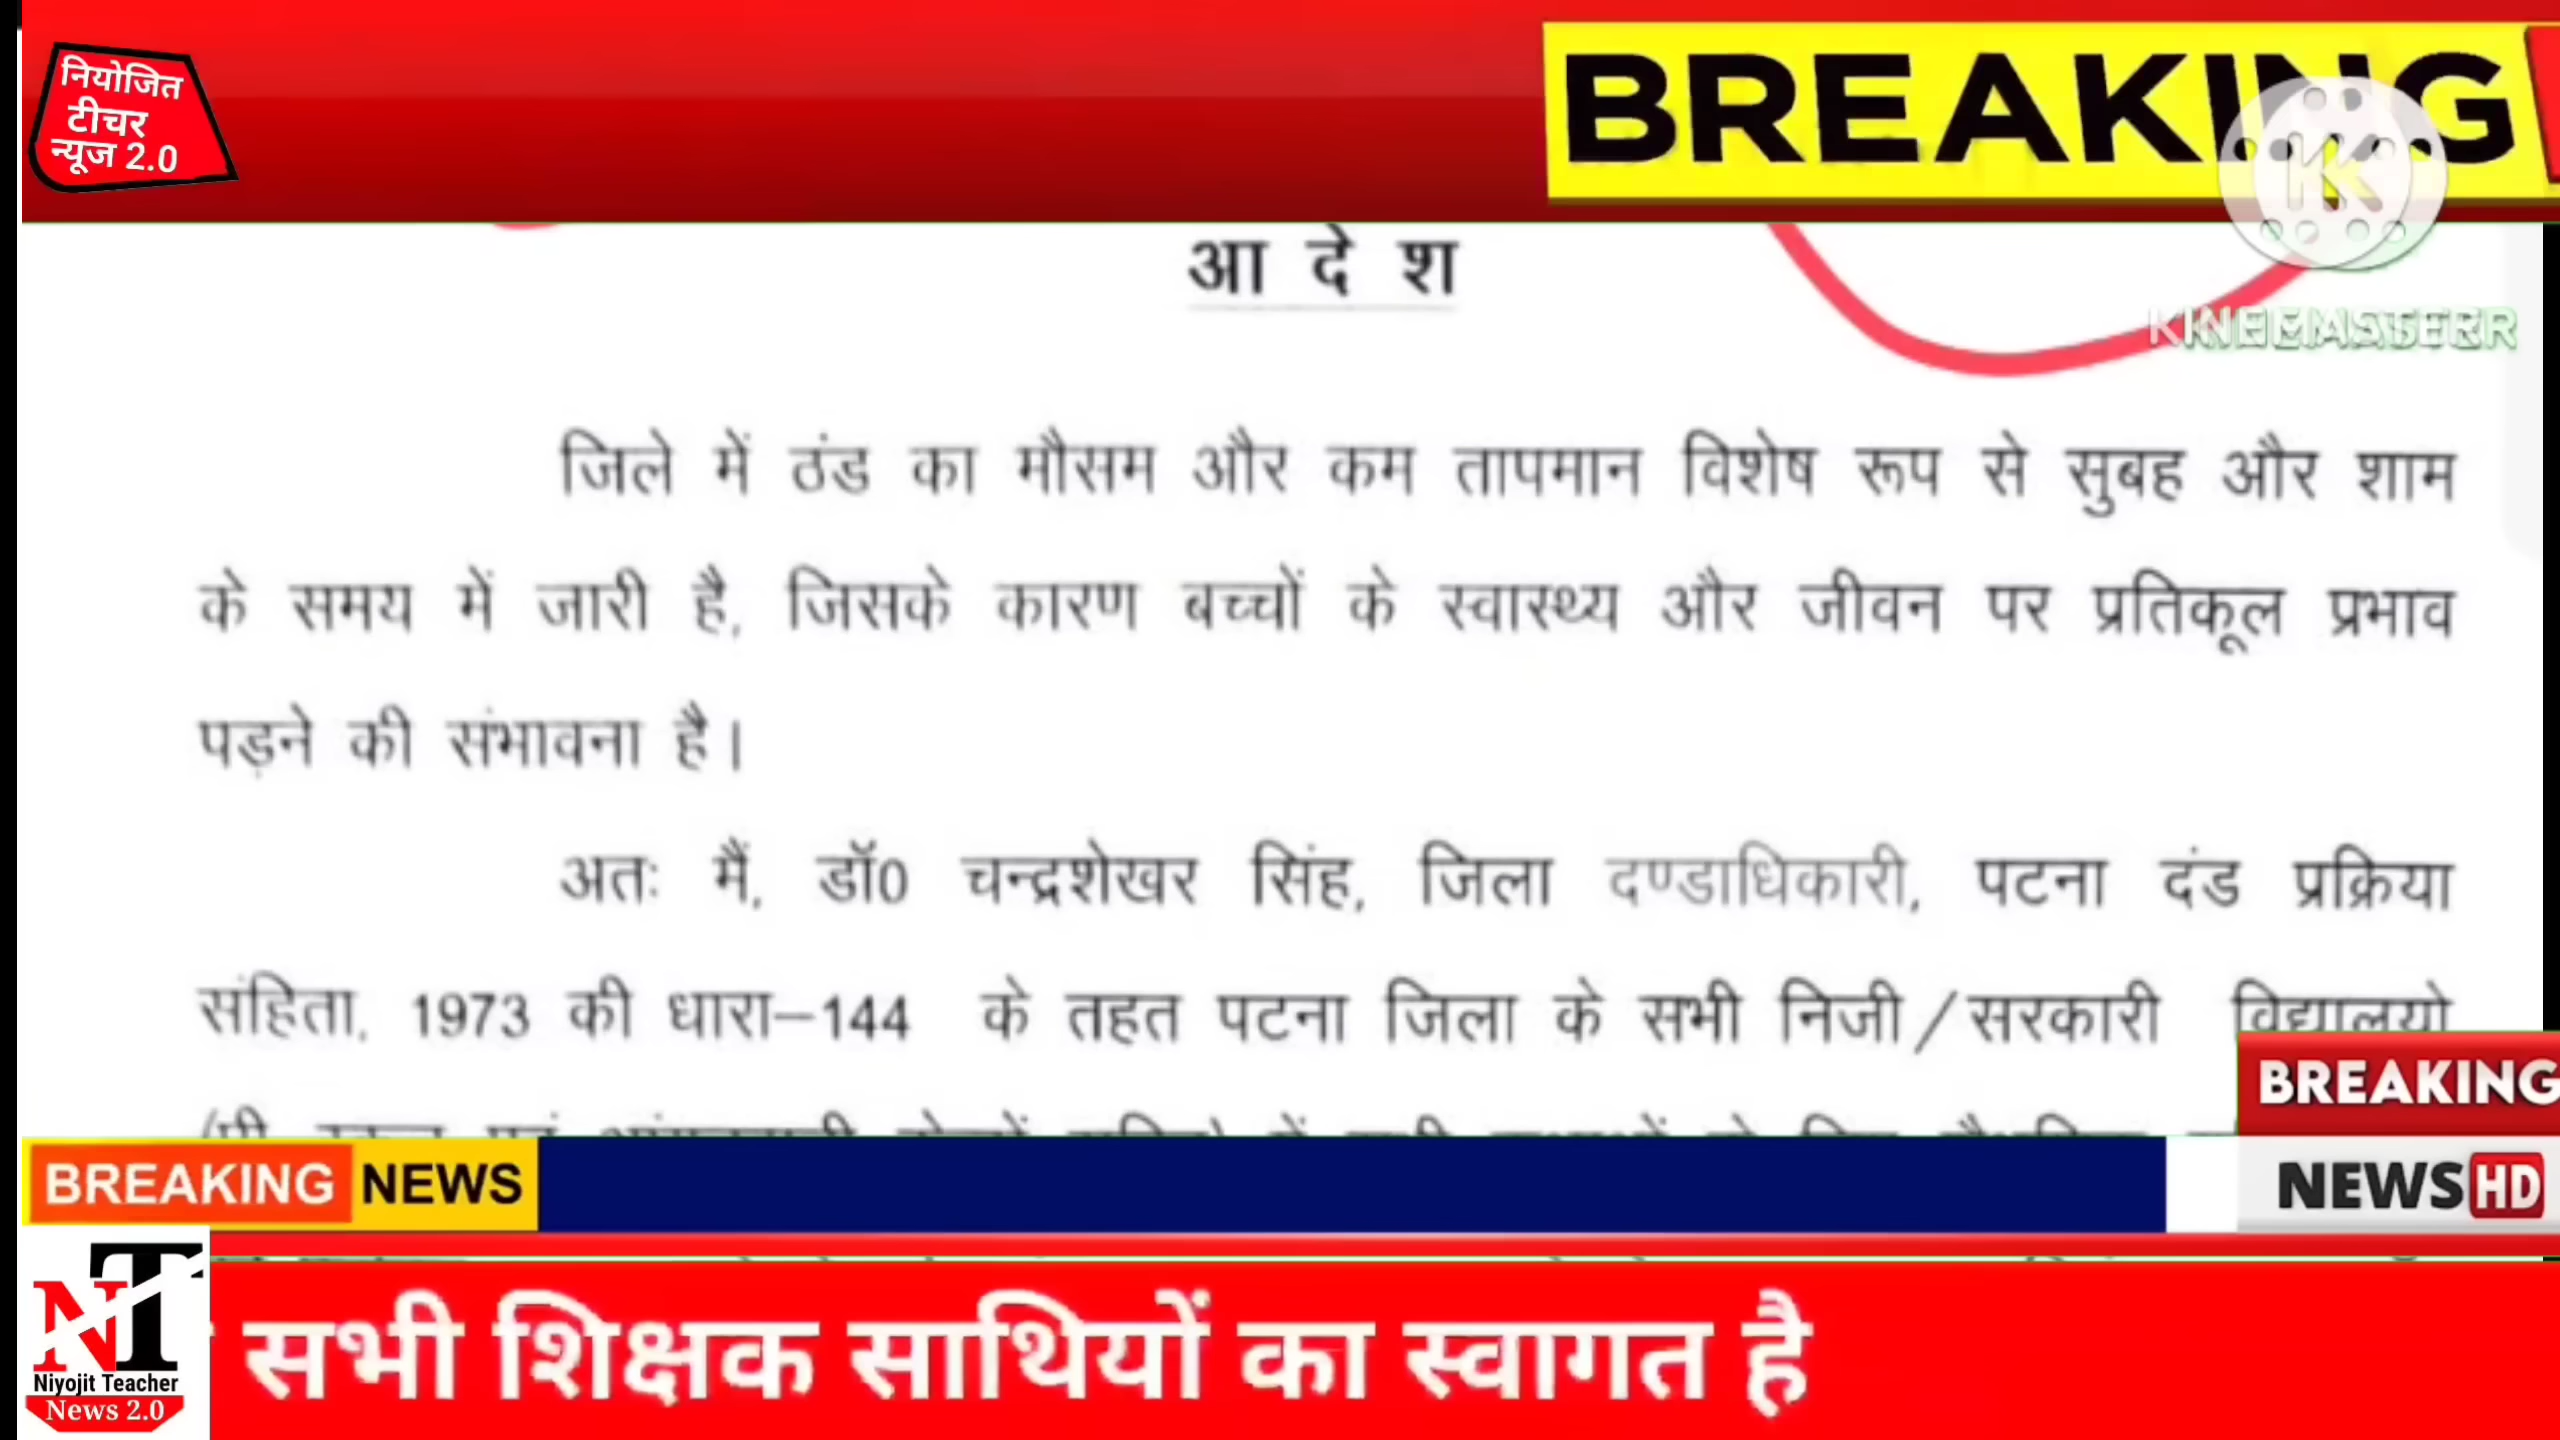 नियोजित
टीचर
न्यूज 2.0
BREAKING
KINEMASTER
आ दे श
जिले में ठंड का मौसम और कम तापमान विशेष रूप से सुबह और शाम
के समय में जारी है, जिसके कारण बच्चों के स्वास्थ्य और जीवन पर प्रतिकूल प्रभाव
पड़ने की संभावना है।
अतः मैं, डॉ0 चन्द्रशेखर सिंह, जिला दण्डाधिकारी, पटना दंड प्रक्रिया
संहिता, 1973 की धारा-144 के तहत पटना जिला के सभी निजी/सरकारी विद्यालयो
BREAKING
NEWS HD
BREAKING NEWS
NT
Niyojit Teacher
News 2.0
सभी शिक्षक साथियों का स्वागत है